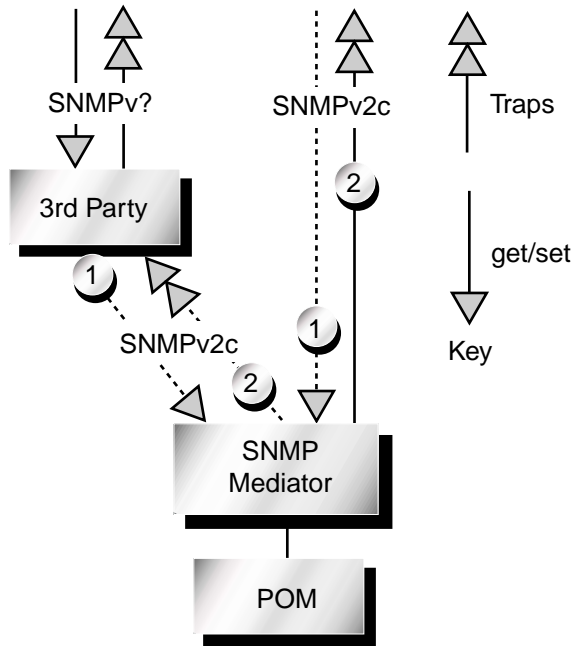 SNMPv?
SNMPv2c
Traps
2
3rd Party
get/set
1
1
SNMPv2c
Key
2
SNMP
Mediator
POM